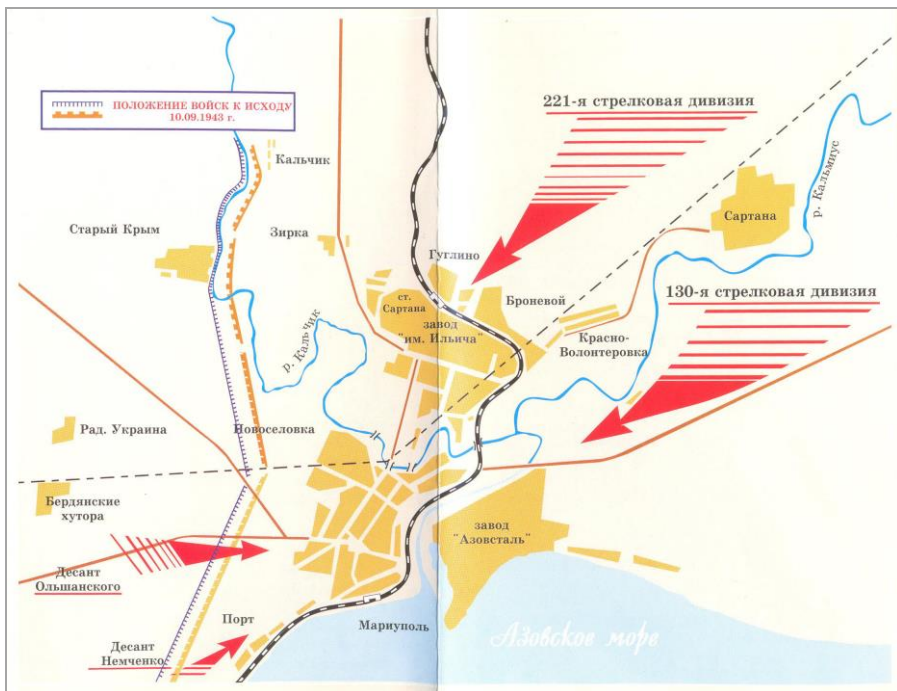 ПОЛОЖЕНИЕ ВОЙСК К ИСХОДУ
10.09.1943 г.
221-я стрелковая дивизия
Кальчик
р. Кальмиус
Сартана
Старый Крым
Зирка
Гуглино
130-я стрелковая дивизия
ст.
Сартана
Броневой
завод
"им. Ильича"
р. Кальчик
Красно-
Волонтеровка
Рад. Украина
Новоселовка
Бердянские
хутора
завод
"Азовсталь"
Десант
Ольшанского
Порт
Мариуполь
Азовское море
Десант
Немченко